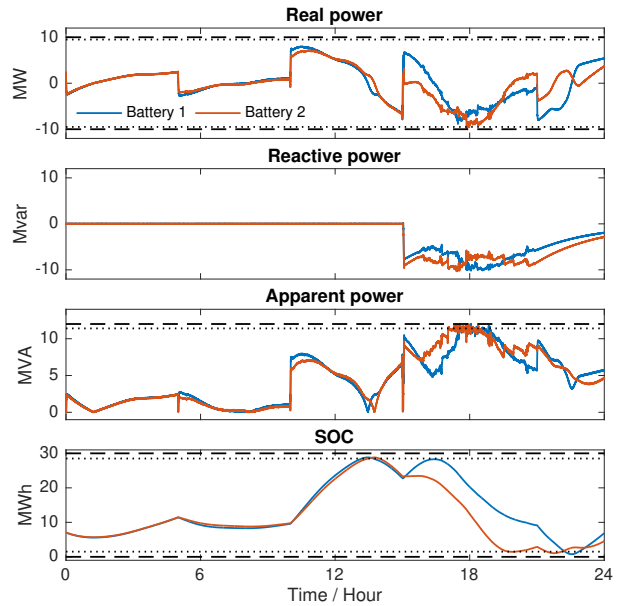 Real power
10
0
-10
MW
Battery 1
Battery 2
Reactive power
10
0
-10
Mvar
Apparent power
10
5
0
MVA
SOC
30
20
10
0
MWh
0 6 12 18 24
Time / Hour